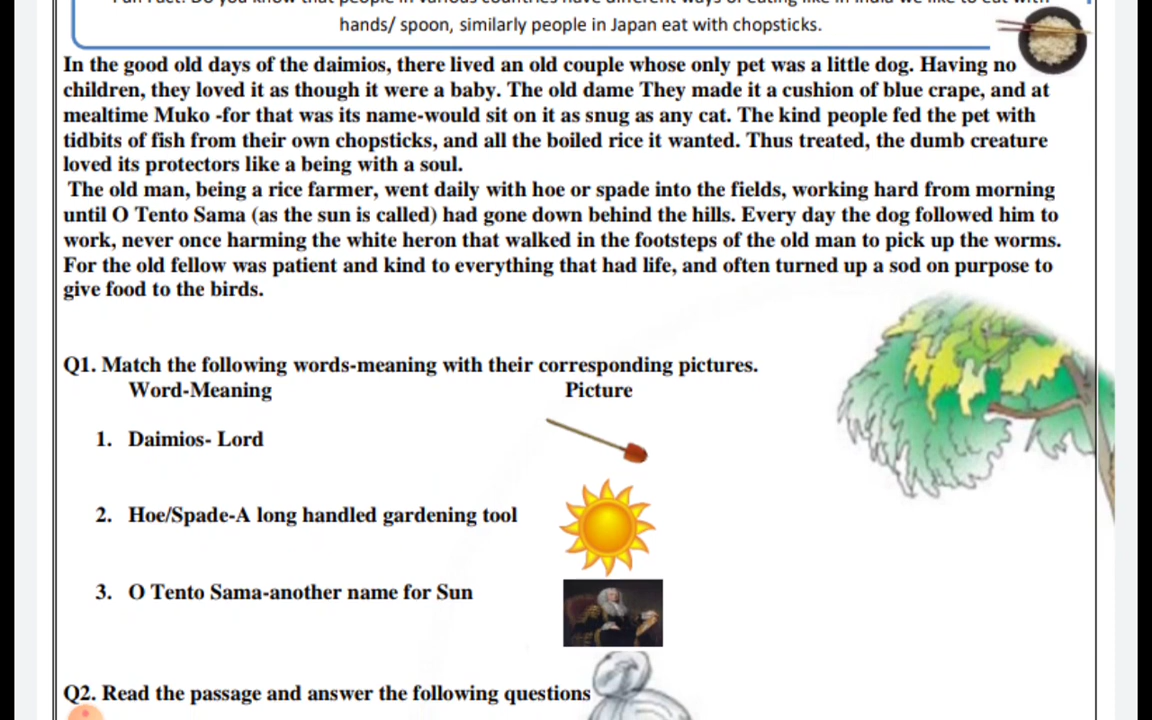 hands/ spoon, similarly people in Japan eat with chopsticks.
In the good old days of the daimios, there lived an old couple whose only pet was a little dog. Having no
children, they loved it as though it were a baby. The old dame They made it a cushion of blue crape, and at
mealtime Muko -for that was its name-would sit on it as snug as any cat. The kind people fed the pet with
tidbits of fish from their own chopsticks, and all the boiled rice it wanted. Thus treated, the dumb creature
loved its protectors like a being with a soul.
The old man, being a rice farmer, went daily with hoe or spade into the fields, working hard from morning
until O Tento Sama (as the sun is called) had gone down behind the hills. Every day the dog followed him to
work, never once harming the white heron that walked in the footsteps of the old man to pick up the worms.
For the old fellow was patient and kind to everything that had life, and often turned up a sod on purpose to
give food to the birds.
Q1. Match the following words-meaning with their corresponding pictures.
Word-Meaning Picture
1. Daimios- Lord
2. Hoe/Spade-A long handled gardening tool
3. O Tento Sama-another name for Sun
Q2. Read the passage and answer the following questions